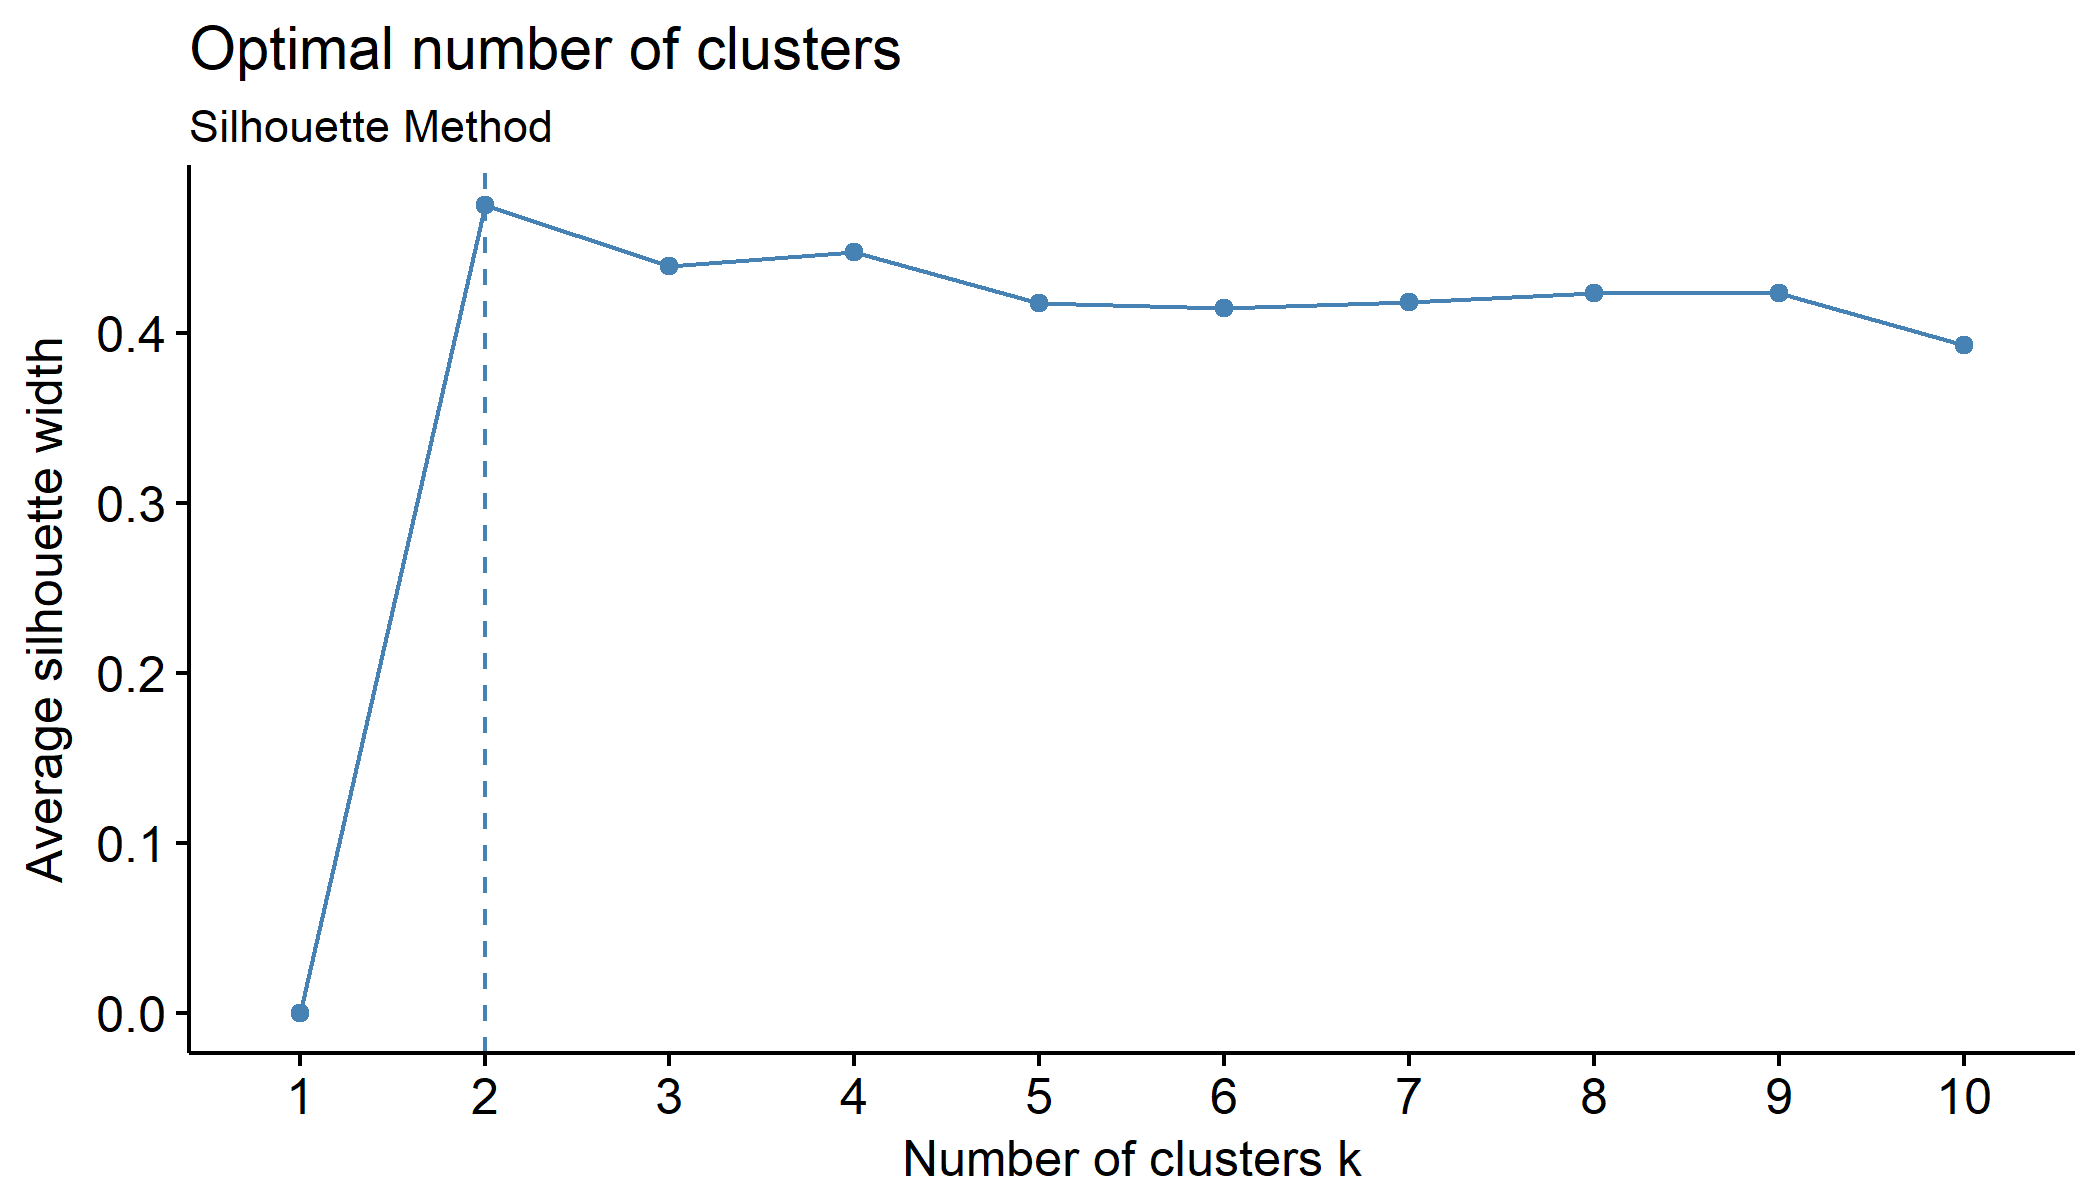 Optimal number of clusters
Silhouette Method
Average silhouette width
0.4
0.3
0.2
0.1
0.0
1 2 3 4 5 6 7 8 9 10
Number of clusters k